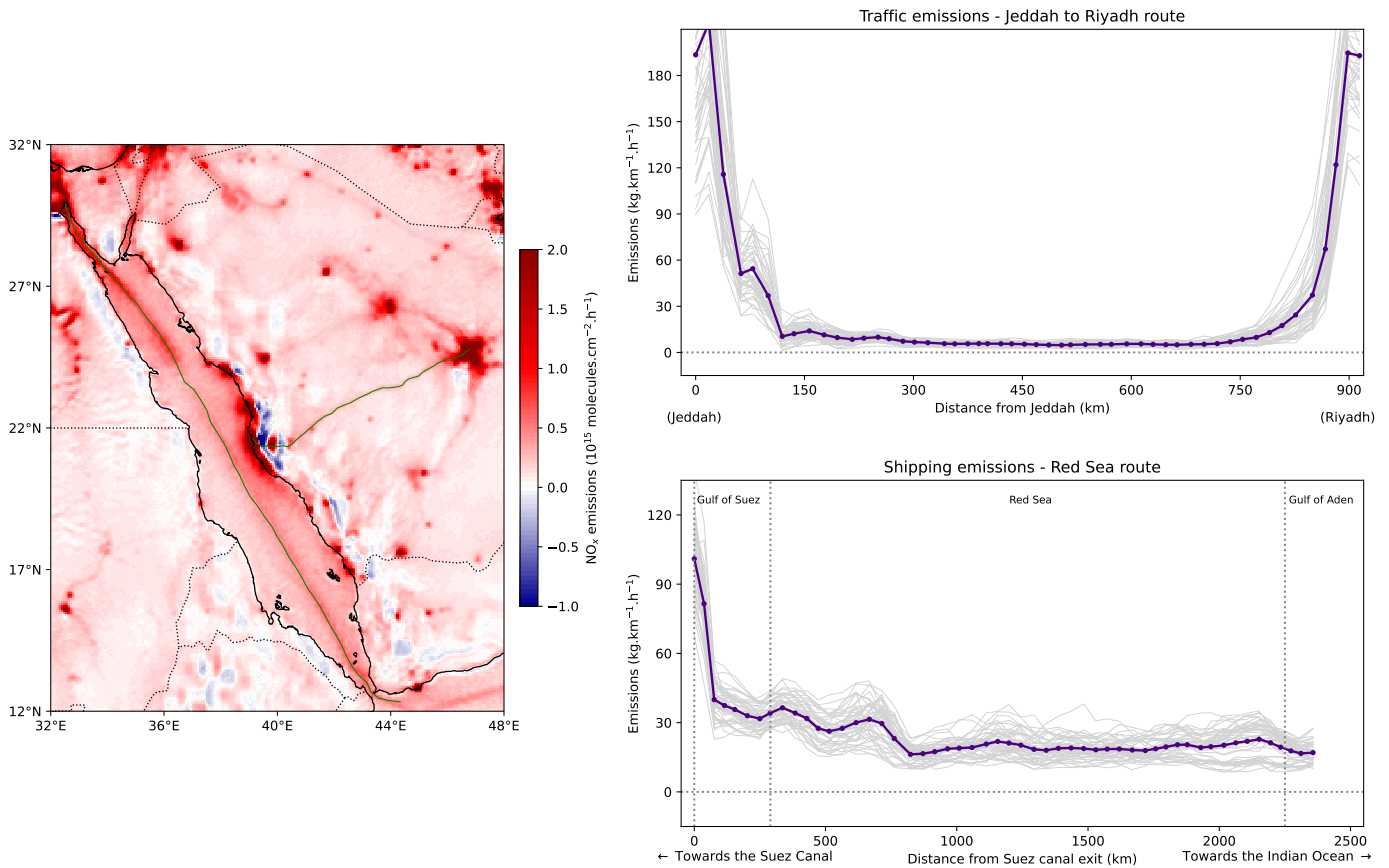 32°N
27°N
22°N
17°N
12°N
32°E
36°E
40°E
44°E
48°E
2.0
1.5
1.0
0.5
0.0
−0.5
−1.0
NOₓ emissions (10¹⁵ molecules.cm⁻².h⁻¹)
Traffic emissions - Jeddah to Riyadh route
Emissions (kg.km⁻¹.h⁻¹)
180
150
120
90
60
30
0
0 150 300 450 600 750 900
(Jeddah) Distance from Jeddah (km) (Riyadh)
Shipping emissions - Red Sea route
Gulf of Suez Red Sea Gulf of Aden
Emissions (kg.km⁻¹.h⁻¹)
120
90
60
30
0
0 500 1000 1500 2000 2500
← Towards the Suez Canal Distance from Suez canal exit (km) Towards the Indian Ocean →